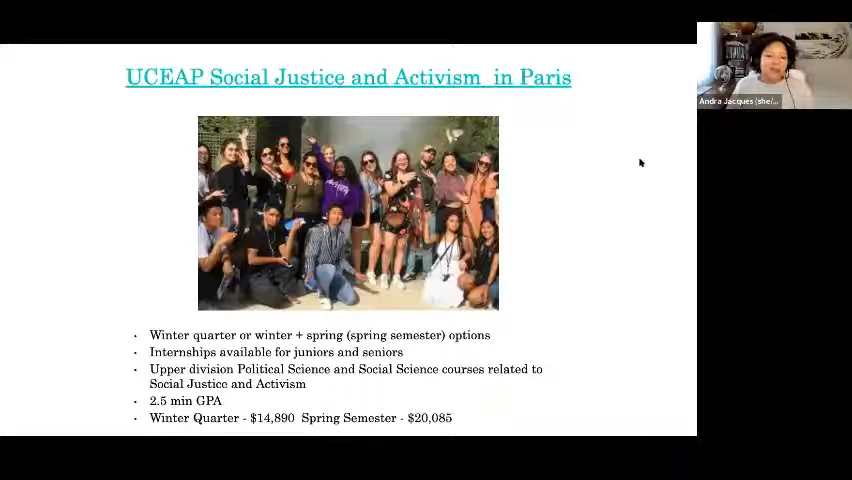 UCEAP Social Justice and Activism  in Paris
Andra Jacques (she/...
• Winter quarter or winter + spring (spring semester) options
• Internships available for juniors and seniors
• Upper division Political Science and Social Science courses related to
Social Justice and Activism
• 2.5 min GPA
• Winter Quarter - $14,890  Spring Semester - $20,085